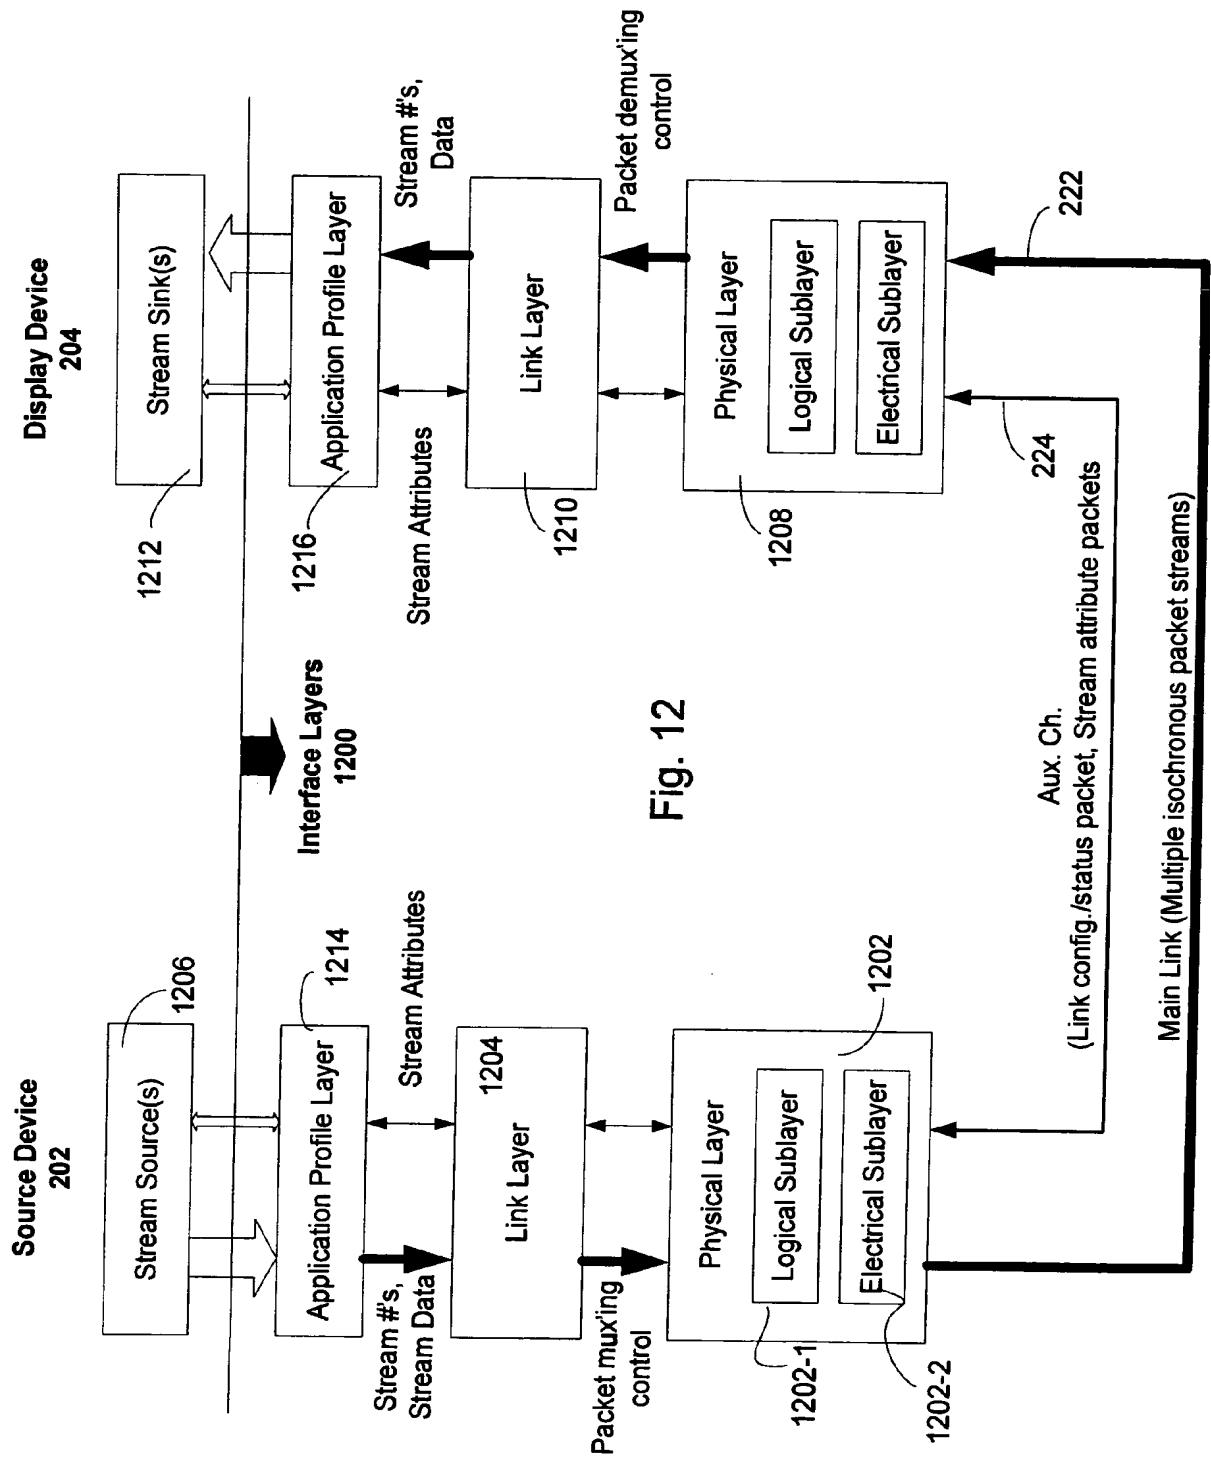 Source Device
202
Display Device
204
Stream Source(s)
1206
Stream Sink(s)
1212
Interface Layers
1200
Application Profile Layer
1214
Application Profile Layer
1216
Stream #'s,
Stream Data
Stream Attributes
Stream Attributes
Stream #'s,
Data
Link Layer
1204
Link Layer
1210
Packet mux'ing
control
Packet demux'ing
control
Fig. 12
Physical Layer
1202
Logical Sublayer
1202-1
Electrical Sublayer
1202-2
Physical Layer
1208
Logical Sublayer
Electrical Sublayer
224
222
Aux. Ch.
(Link config./status packet, Stream attribute packets
Main Link (Multiple isochronous packet streams)